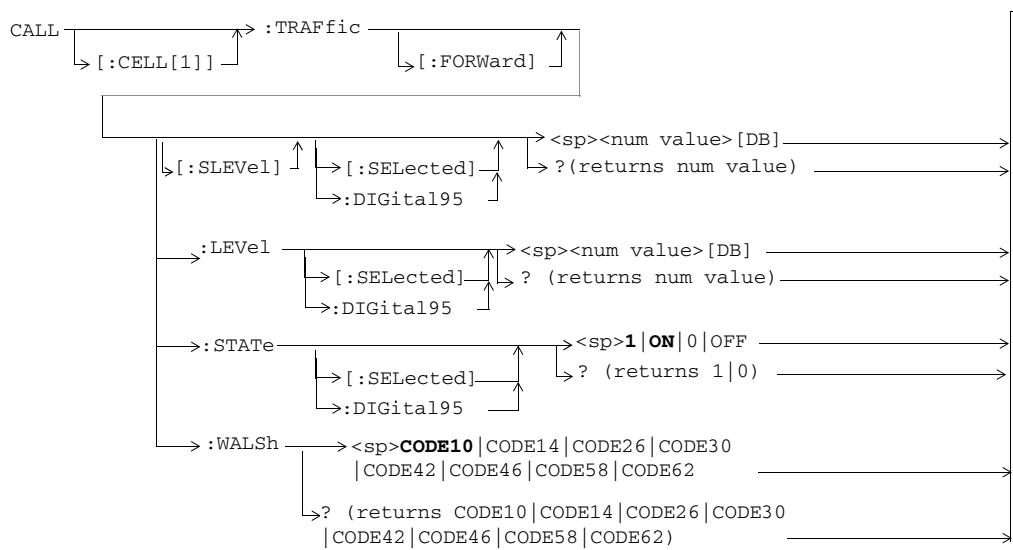 CALL :TRAFfic
[:CELL[1]] [:FORWard]
<sp><num value>[DB]
[:SLEVel] [:SELected] ?(returns num value)
:DIGital95
:LEVel <sp><num value>[DB]
[:SELected] ? (returns num value)
:DIGital95
:STATe <sp>1|ON|0|OFF
[:SELected] ? (returns 1|0)
:DIGital95
:WALSh <sp>CODE10|CODE14|CODE26|CODE30
|CODE42|CODE46|CODE58|CODE62
? (returns CODE10|CODE14|CODE26|CODE30
|CODE42|CODE46|CODE58|CODE62)